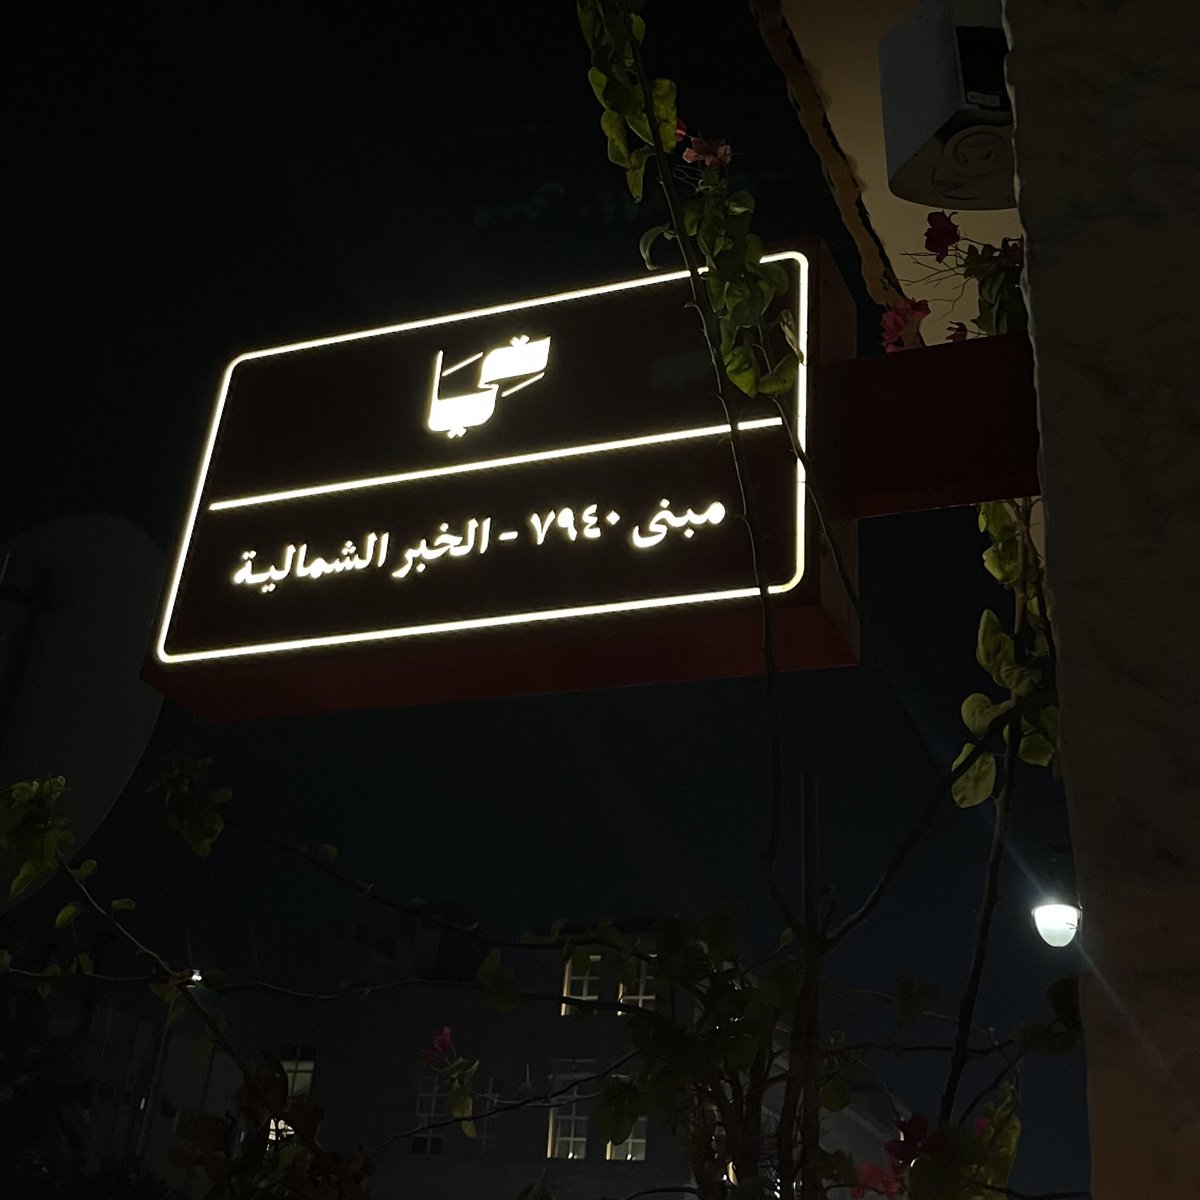 مبنى ٧٩٤٠ - الخبر الشمالية